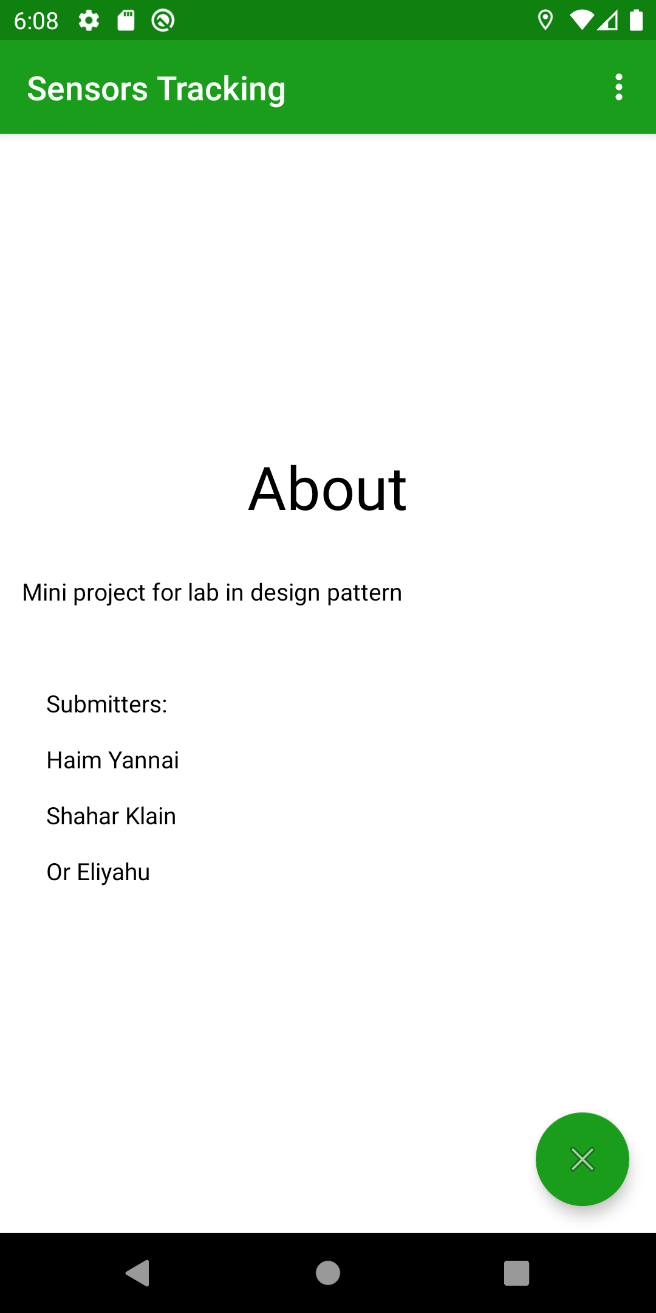 6:08
Sensors Tracking
About
Mini project for lab in design pattern
Submitters:
Haim Yannai
Shahar Klain
Or Eliyahu